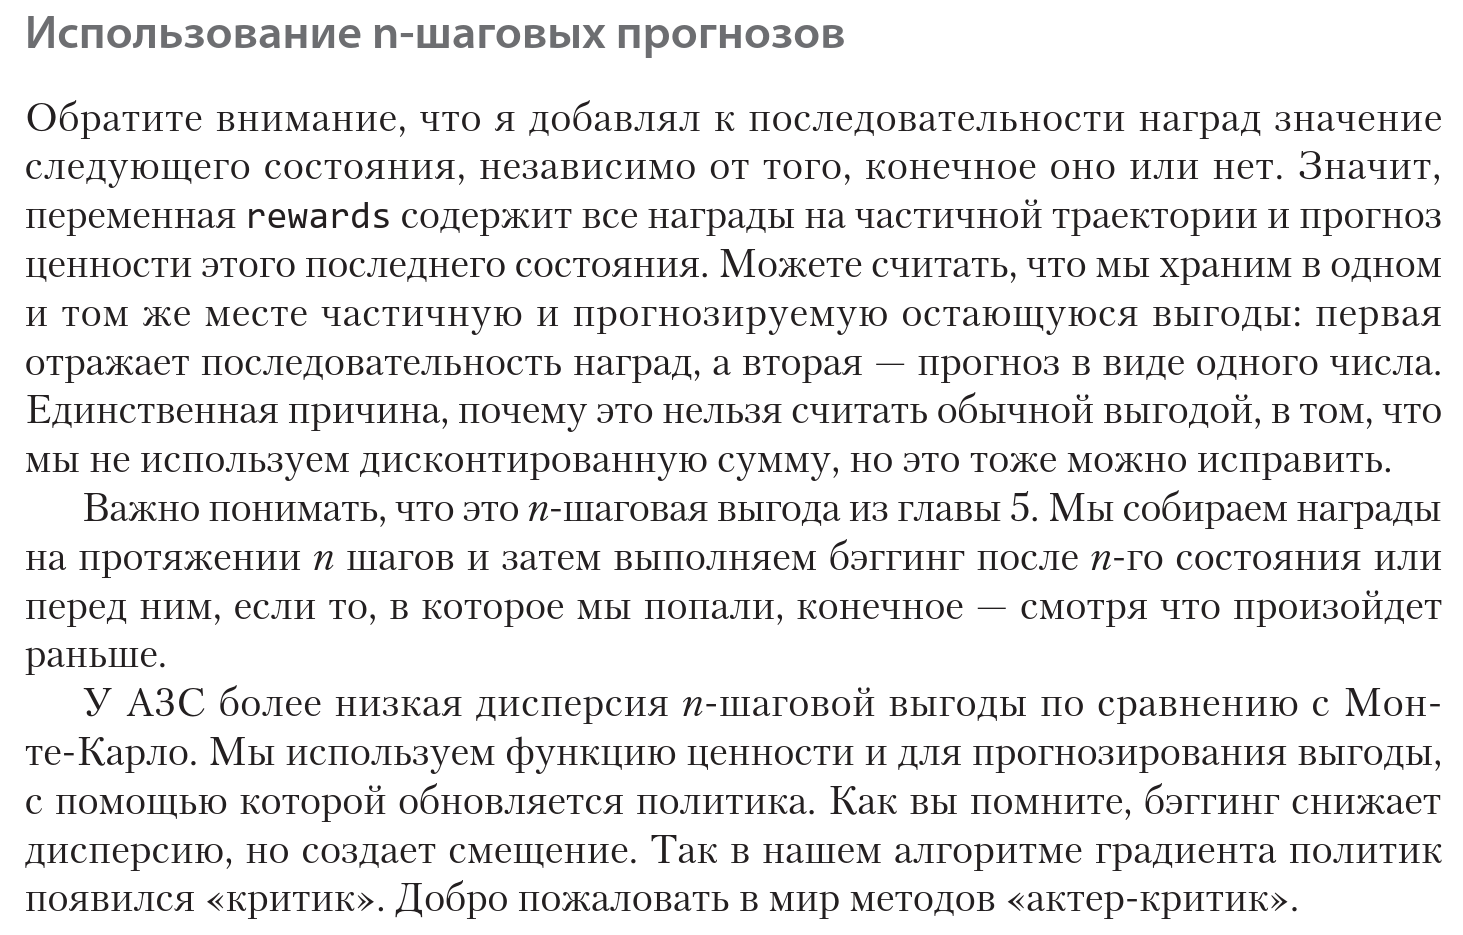 Использование n-шаговых прогнозов
Обратите внимание, что я добавлял к последовательности наград значение
следующего состояния, независимо от того, конечное оно или нет. Значит,
переменная rewards содержит все награды на частичной траектории и прогноз
ценности этого последнего состояния. Можете считать, что мы храним в одном
и том же месте частичную и прогнозируемую остающуюся выгоды: первая
отражает последовательность наград, а вторая — прогноз в виде одного числа.
Единственная причина, почему это нельзя считать обычной выгодой, в том, что
мы не используем дисконтированную сумму, но это тоже можно исправить.
Важно понимать, что это n-шаговая выгода из главы 5. Мы собираем награды
на протяжении n шагов и затем выполняем бэггинг после n-го состояния или
перед ним, если то, в которое мы попали, конечное — смотря что произойдет
раньше.
У АЗС более низкая дисперсия n-шаговой выгоды по сравнению с Мон-
те-Карло. Мы используем функцию ценности и для прогнозирования выгоды,
с помощью которой обновляется политика. Как вы помните, бэггинг снижает
дисперсию, но создает смещение. Так в нашем алгоритме градиента политик
появился «критик». Добро пожаловать в мир методов «актер-критик».